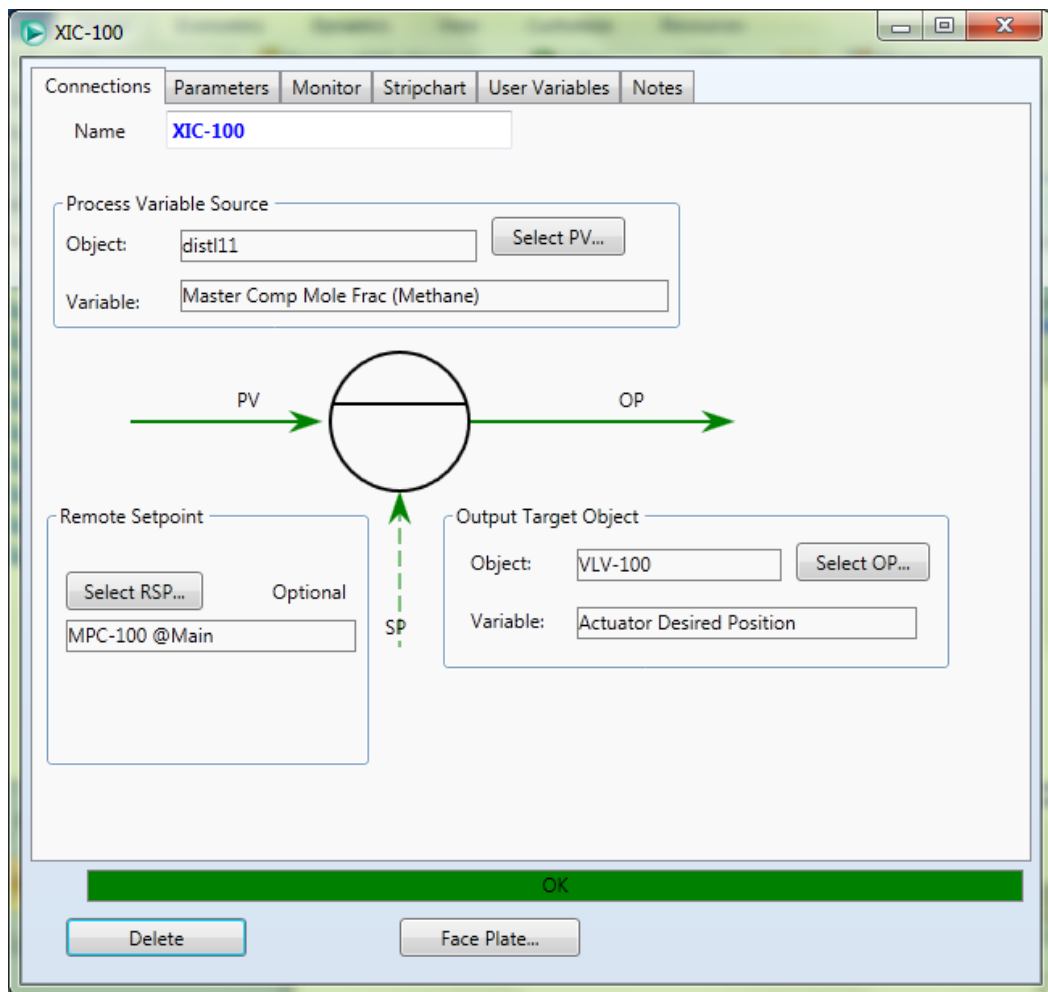 XIC-100
Connections Parameters Monitor Stripchart User Variables Notes
Name XIC-100
Process Variable Source
Object: distl11 Select PV...
Variable: Master Comp Mole Frac (Methane)
PV OP
Remote Setpoint
Select RSP... Optional
MPC-100 @Main
SP
Output Target Object
Object: VLV-100 Select OP...
Variable: Actuator Desired Position
OK
Delete Face Plate...